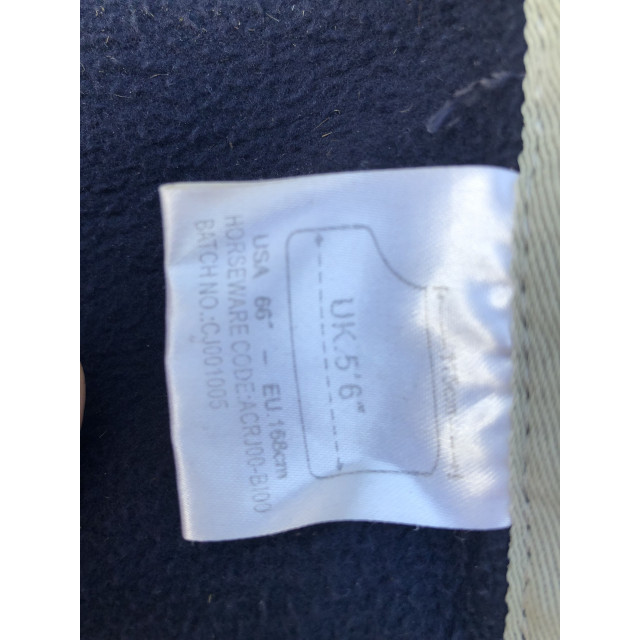 UK.5'6"
USA 66" — EU.168cm
HORSEWARE CODE:ACRJ00-BI00
BATCH NO.:CJ001005